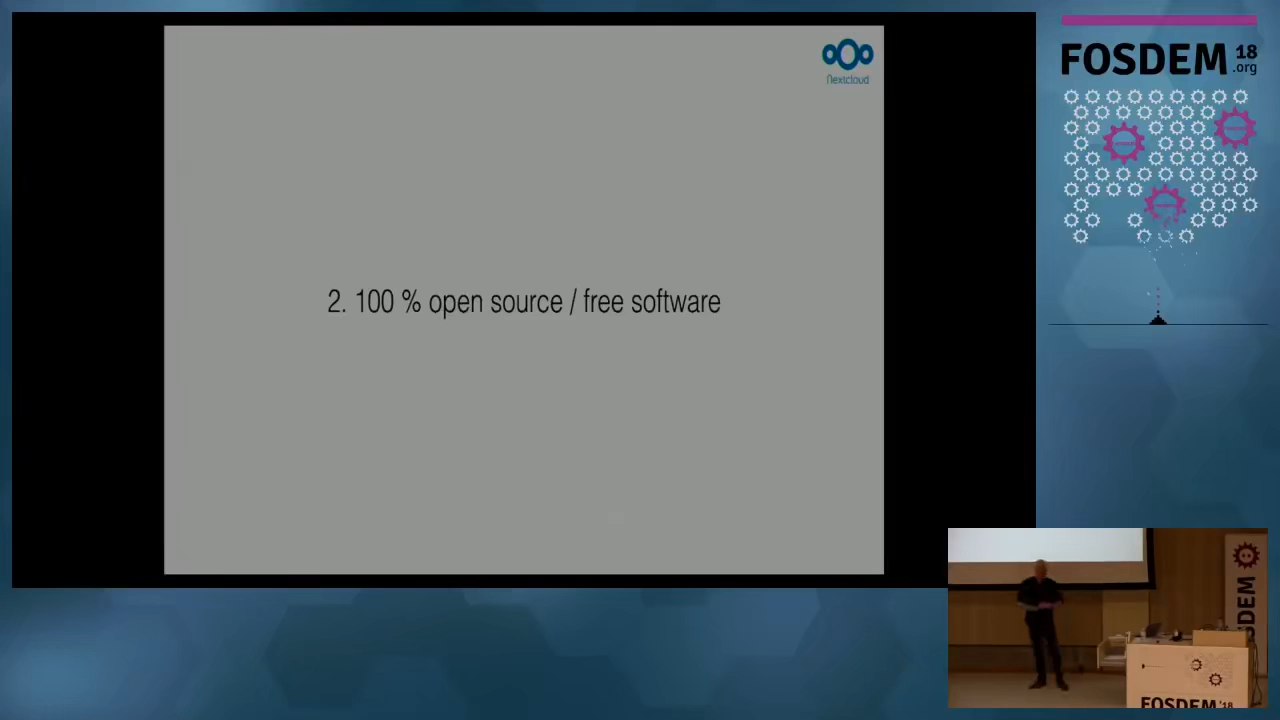 Nextcloud
2. 100 % open source / free software
FOSDEM 18
.org
FOSDEM
FOSDEM '18